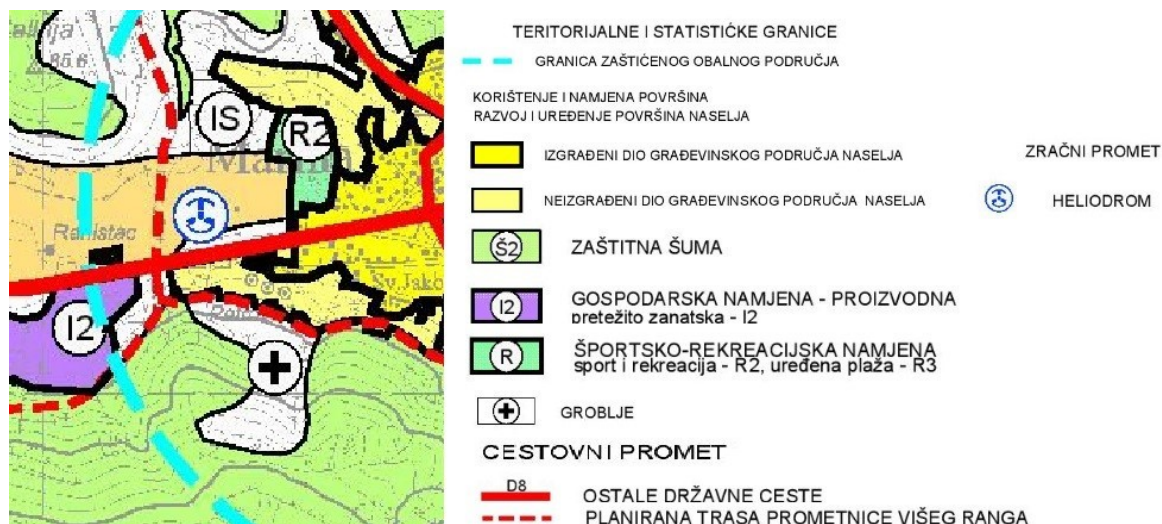 85.6
IS
R2
Ranistac
Sv.Jako
I2
TERITORIJALNE I STATISTIČKE GRANICE
GRANICA ZAŠTIĆENOG OBALNOG PODRUČJA
KORIŠTENJE I NAMJENA POVRŠINA
RAZVOJ I UREĐENJE POVRŠINA NASELJA
IZGRAĐENI DIO GRAĐEVINSKOG PODRUČJA NASELJA
ZRAČNI PROMET
NEIZGRAĐENI DIO GRAĐEVINSKOG PODRUČJA NASELJA
HELIODROM
Š2 ZAŠTITNA ŠUMA
I2 GOSPODARSKA NAMJENA - PROIZVODNA
pretežito zanatska - I2
R ŠPORTSKO-REKREACIJSKA NAMJENA
sport i rekreacija - R2, uređena plaža - R3
GROBLJE
CESTOVNI PROMET
D8
OSTALE DRŽAVNE CESTE
PLANIRANA TRASA PROMETNICE VIŠEG RANGA